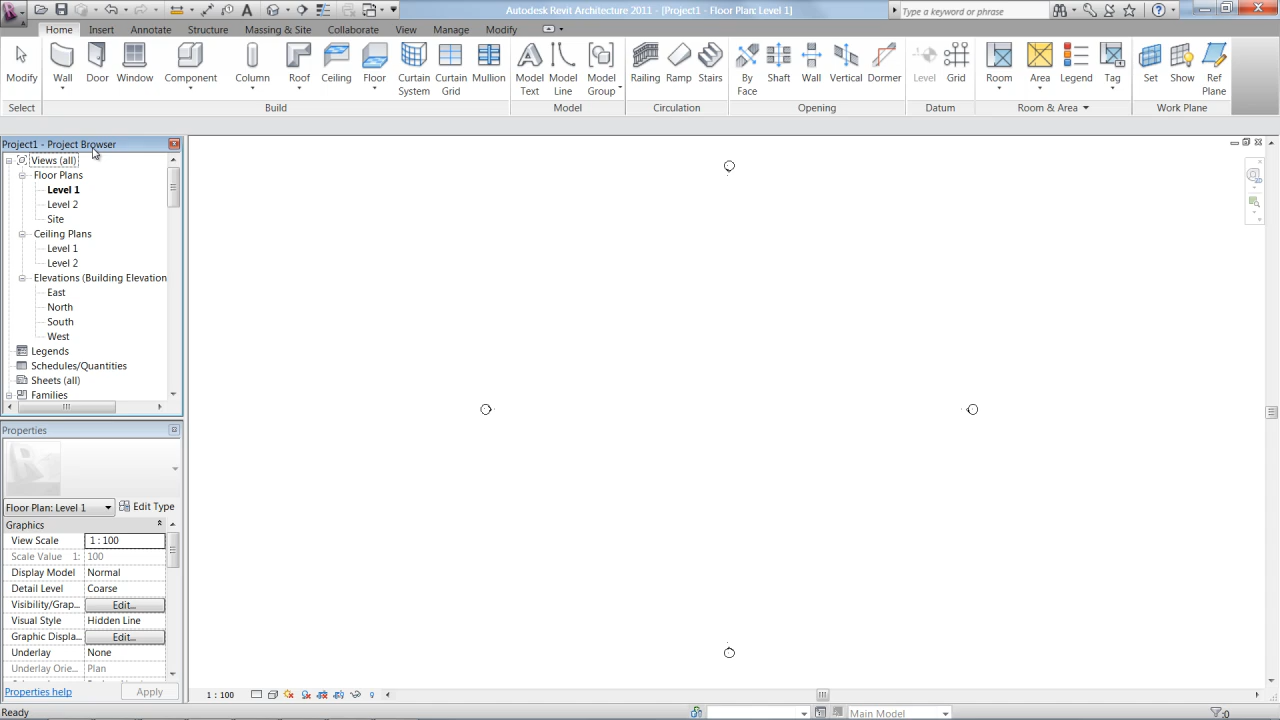 Autodesk Revit Architecture 2011 - [Project1 - Floor Plan: Level 1]
Type a keyword or phrase
Home Insert Annotate Structure Massing & Site Collaborate View Manage Modify
Modify Wall Door Window Component Column Roof Ceiling Floor Curtain System Curtain Grid Mullion Model Text Model Line Model Group Railing Ramp Stairs By Face Shaft Wall Vertical Dormer Level Grid Room Area Legend Tag Set Show Ref Plane
Select Build Model Circulation Opening Datum Room & Area Work Plane
Project1 - Project Browser
Views (all)
Floor Plans
Level 1
Level 2
Site
Ceiling Plans
Level 1
Level 2
Elevations (Building Elevation
East
North
South
West
Legends
Schedules/Quantities
Sheets (all)
Families
Properties
Floor Plan: Level 1 Edit Type
Graphics
View Scale 1 : 100
Scale Value 1: 100
Display Model Normal
Detail Level Coarse
Visibility/Grap... Edit...
Visual Style Hidden Line
Graphic Displa... Edit...
Underlay None
Underlay Orie... Plan
Properties help Apply
1 : 100
Ready Main Model :0